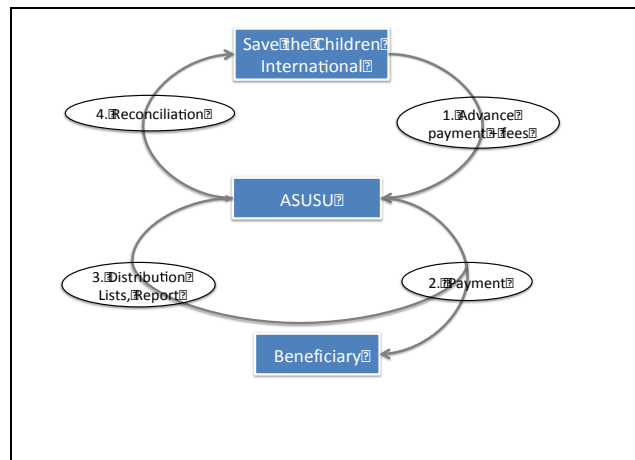 Save the Children
International
4. Reconciliation
1. Advance
payment + fees
ASUSU
3. Distribution
Lists, Report
2. Payment
Beneficiary